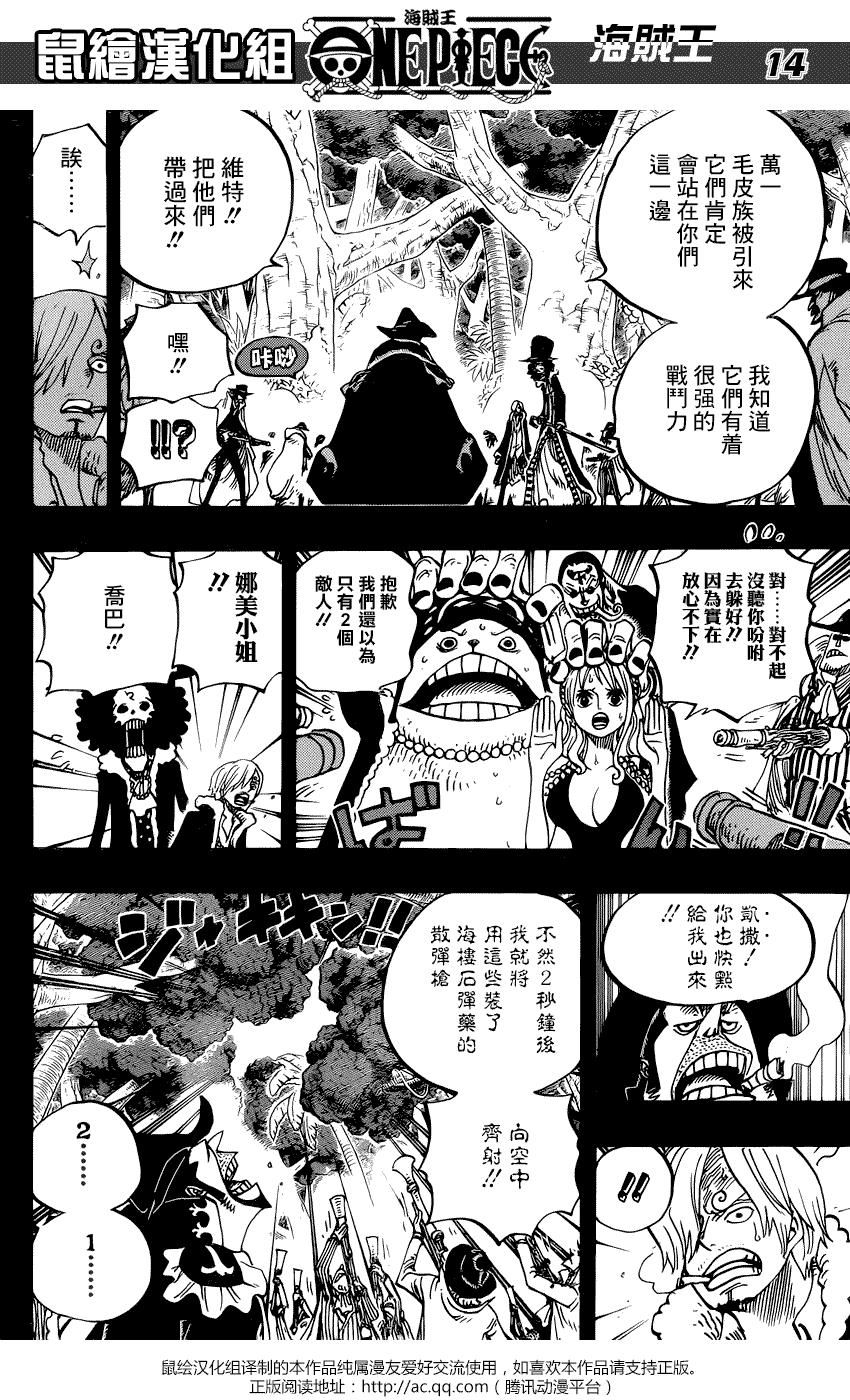 鼠繪漢化組
海賊王
ONE PIECE
海賊王
14
萬一
毛皮族被引來
它們肯定
會站在你們
這一邊
我知道
它們有着
很强的
戰鬥力
維特!!
把他們
帶過來!!
咔吵
嘿!!
!!?
誒……
對……對不起
沒聽你吩咐
去躲好!!
因為實在
放心不下!!
抱歉
我們還以為
只有2個
敵人!!
ばばん!!
娜美小姐
!!
喬巴!!
凱撒!!
你也快點
給我出來
!!
不然2秒鐘後
我就將
用這些裝了
海樓石彈藥的
散彈槍
向空中
齊射!!
ジャキキン!!
2……
1……
鼠绘汉化组译制的本作品纯属漫友爱好交流使用，如喜欢本作品请支持正版。
正版阅读地址：http://ac.qq.com（腾讯动漫平台）